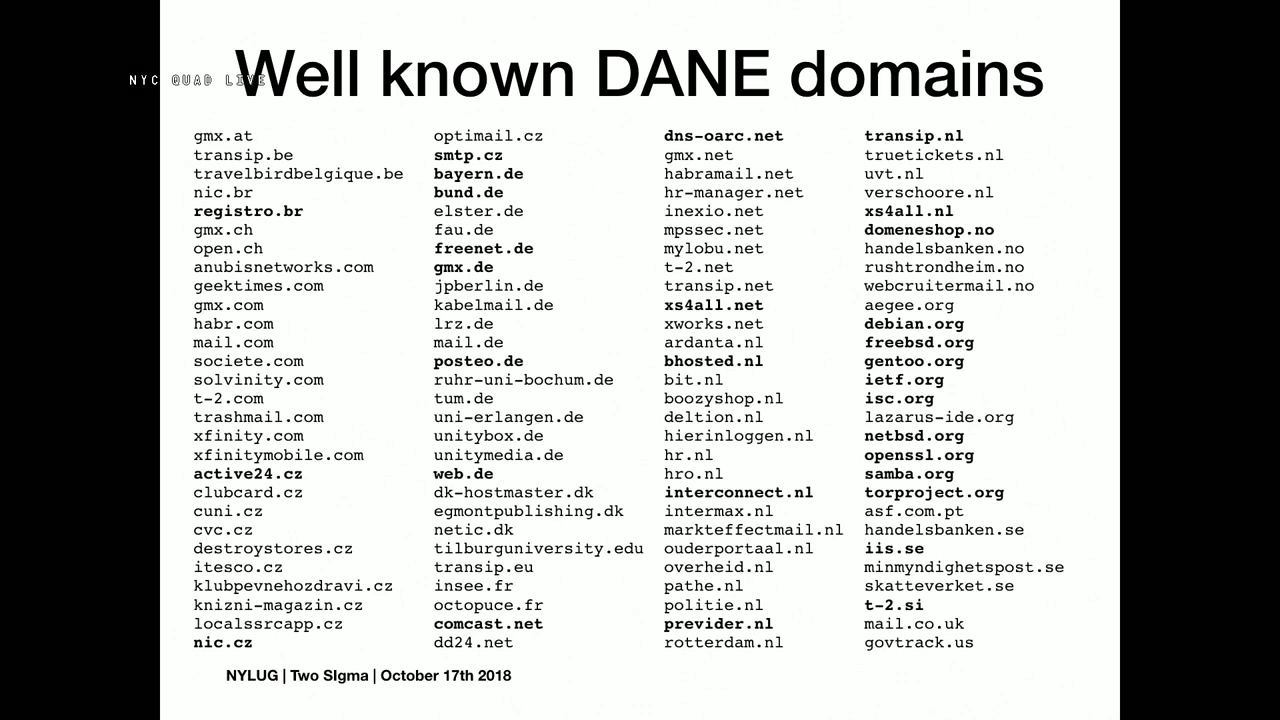 NYC QUAD LIVE
Well known DANE domains
gmx.at
transip.be
travelbirdbelgique.be
nic.br
registro.br
gmx.ch
open.ch
anubisnetworks.com
geektimes.com
gmx.com
habr.com
mail.com
societe.com
solvinity.com
t-2.com
trashmail.com
xfinity.com
xfinitymobile.com
active24.cz
clubcard.cz
cuni.cz
cvc.cz
destroystores.cz
itesco.cz
klubpevnehozdravi.cz
knizni-magazin.cz
localssrcapp.cz
nic.cz
optimail.cz
smtp.cz
bayern.de
bund.de
elster.de
fau.de
freenet.de
gmx.de
jpberlin.de
kabelmail.de
lrz.de
mail.de
posteo.de
ruhr-uni-bochum.de
tum.de
uni-erlangen.de
unitybox.de
unitymedia.de
web.de
dk-hostmaster.dk
egmontpublishing.dk
netic.dk
tilburguniversity.edu
transip.eu
insee.fr
octopuce.fr
comcast.net
dd24.net
dns-oarc.net
gmx.net
habramail.net
hr-manager.net
inexio.net
mpssec.net
mylobu.net
t-2.net
transip.net
xs4all.net
xworks.net
ardanta.nl
bhosted.nl
bit.nl
boozyshop.nl
deltion.nl
hierinloggen.nl
hr.nl
hro.nl
interconnect.nl
intermax.nl
markteffectmail.nl
ouderportaal.nl
overheid.nl
pathe.nl
politie.nl
previder.nl
rotterdam.nl
transip.nl
truetickets.nl
uvt.nl
verschoore.nl
xs4all.nl
domeneshop.no
handelsbanken.no
rushtrondheim.no
webcruitermail.no
aegee.org
debian.org
freebsd.org
gentoo.org
ietf.org
isc.org
lazarus-ide.org
netbsd.org
openssl.org
samba.org
torproject.org
asf.com.pt
handelsbanken.se
iis.se
minmyndighetspost.se
skatteverket.se
t-2.si
mail.co.uk
govtrack.us
NYLUG | Two SIgma | October 17th 2018